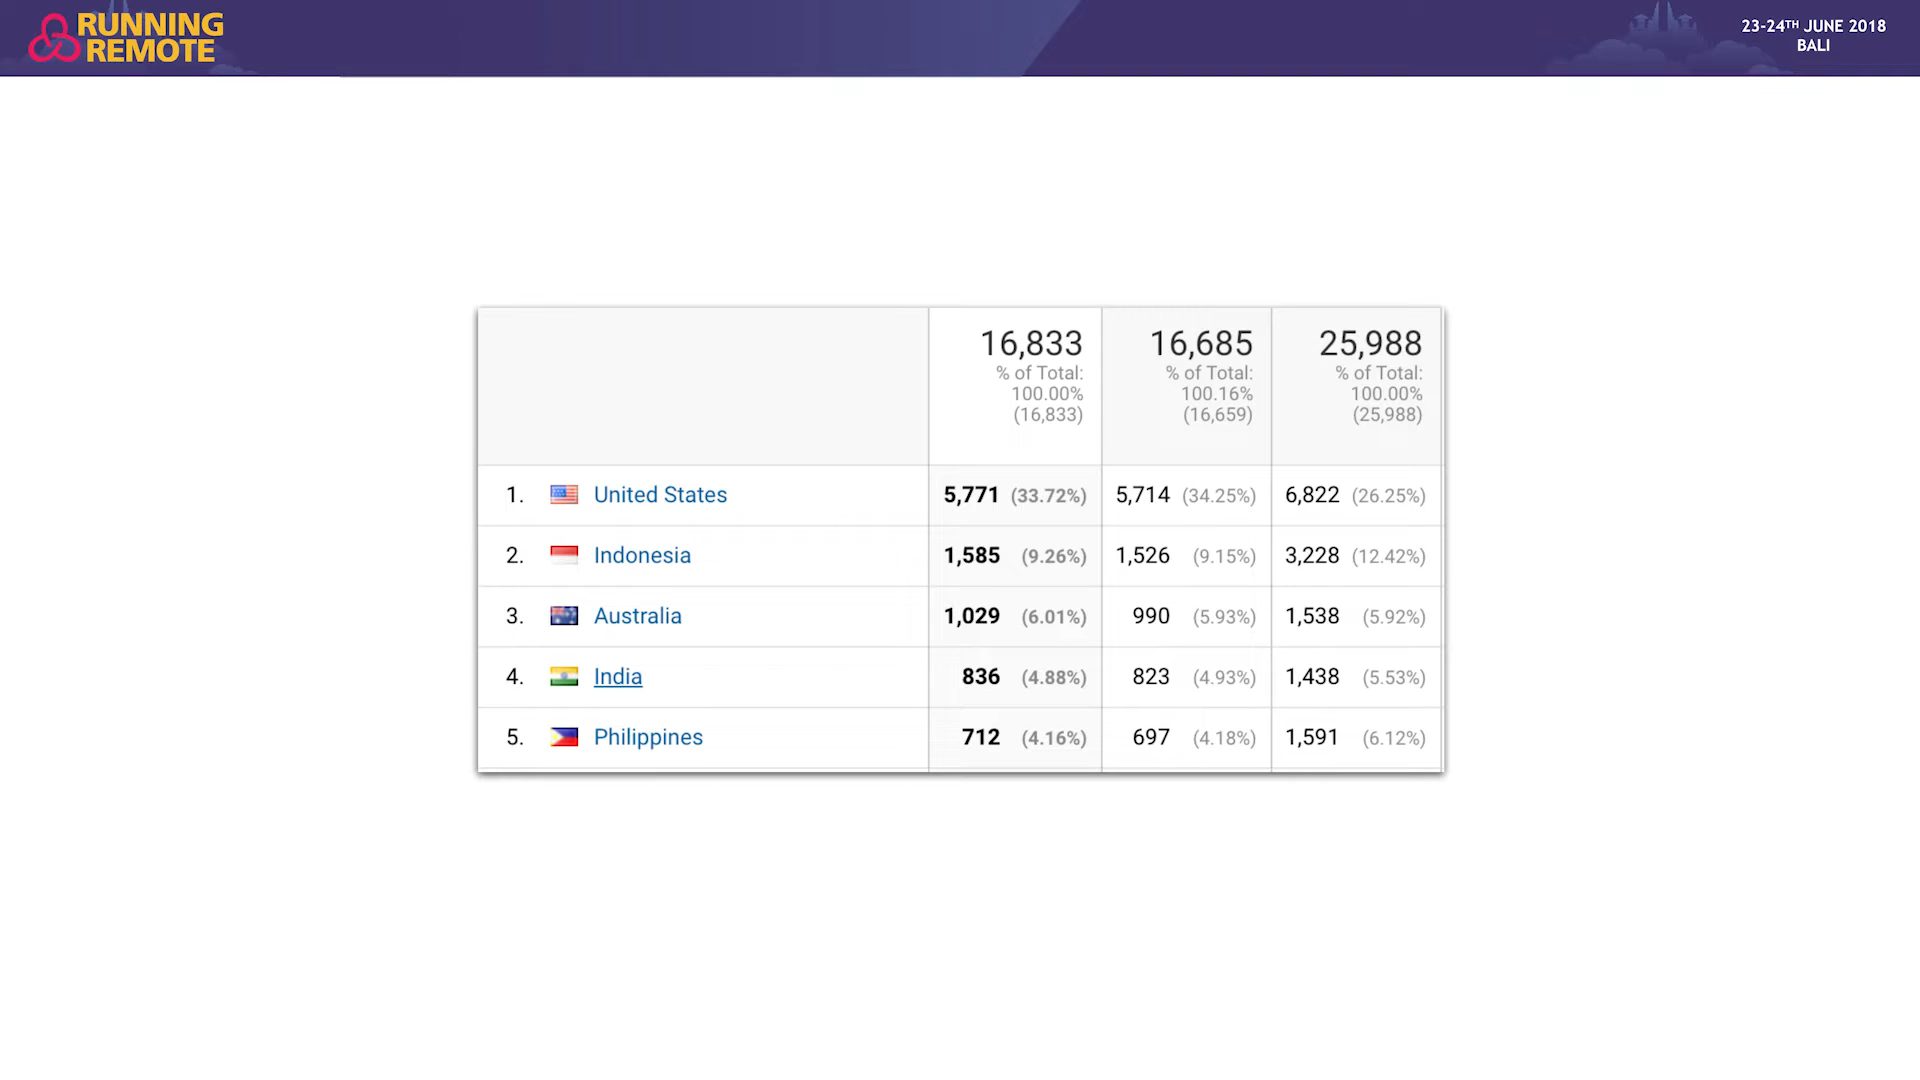 RUNNING
REMOTE
23-24TH JUNE 2018
BALI
16,833 16,685 25,988
% of Total: % of Total: % of Total:
100.00% 100.16% 100.00%
(16,833) (16,659) (25,988)
1. United States 5,771 (33.72%) 5,714 (34.25%) 6,822 (26.25%)
2. Indonesia 1,585 (9.26%) 1,526 (9.15%) 3,228 (12.42%)
3. Australia 1,029 (6.01%) 990 (5.93%) 1,538 (5.92%)
4. India 836 (4.88%) 823 (4.93%) 1,438 (5.53%)
5. Philippines 712 (4.16%) 697 (4.18%) 1,591 (6.12%)